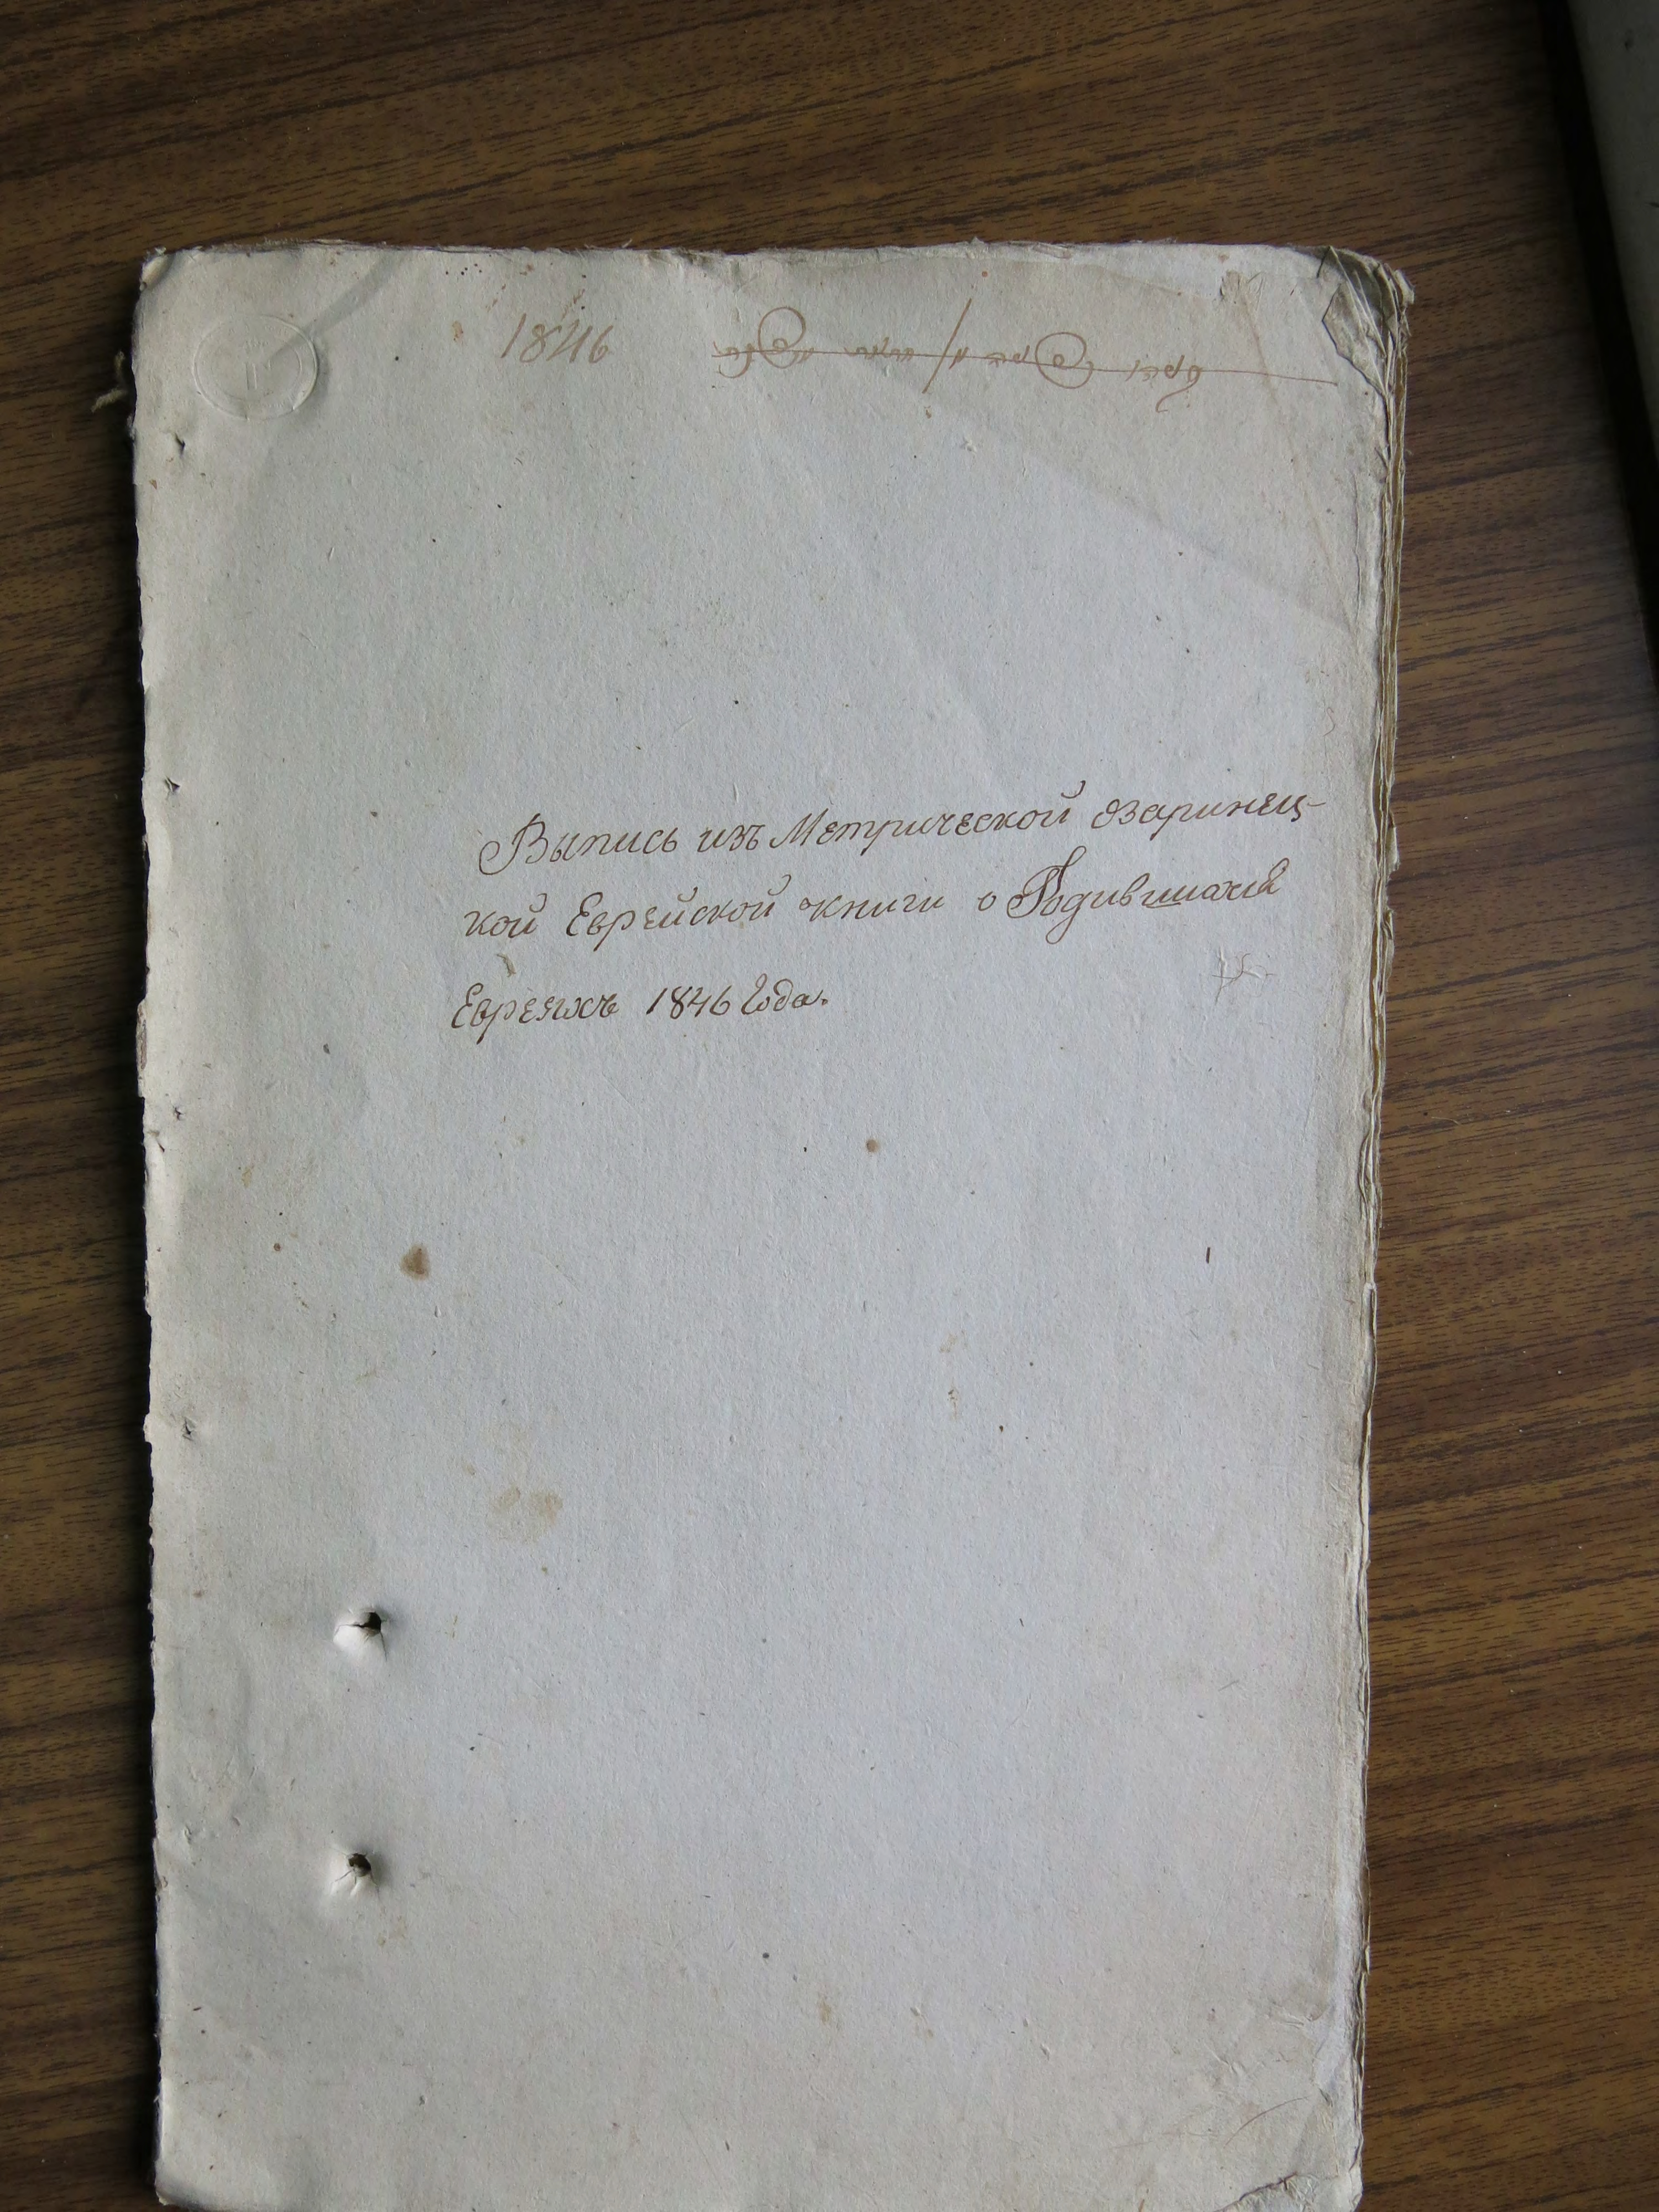 1846
Выпись изъ Метрической Озаринец-
кой Еврейской книги о Родившихся
Евреяхъ 1846 Года.